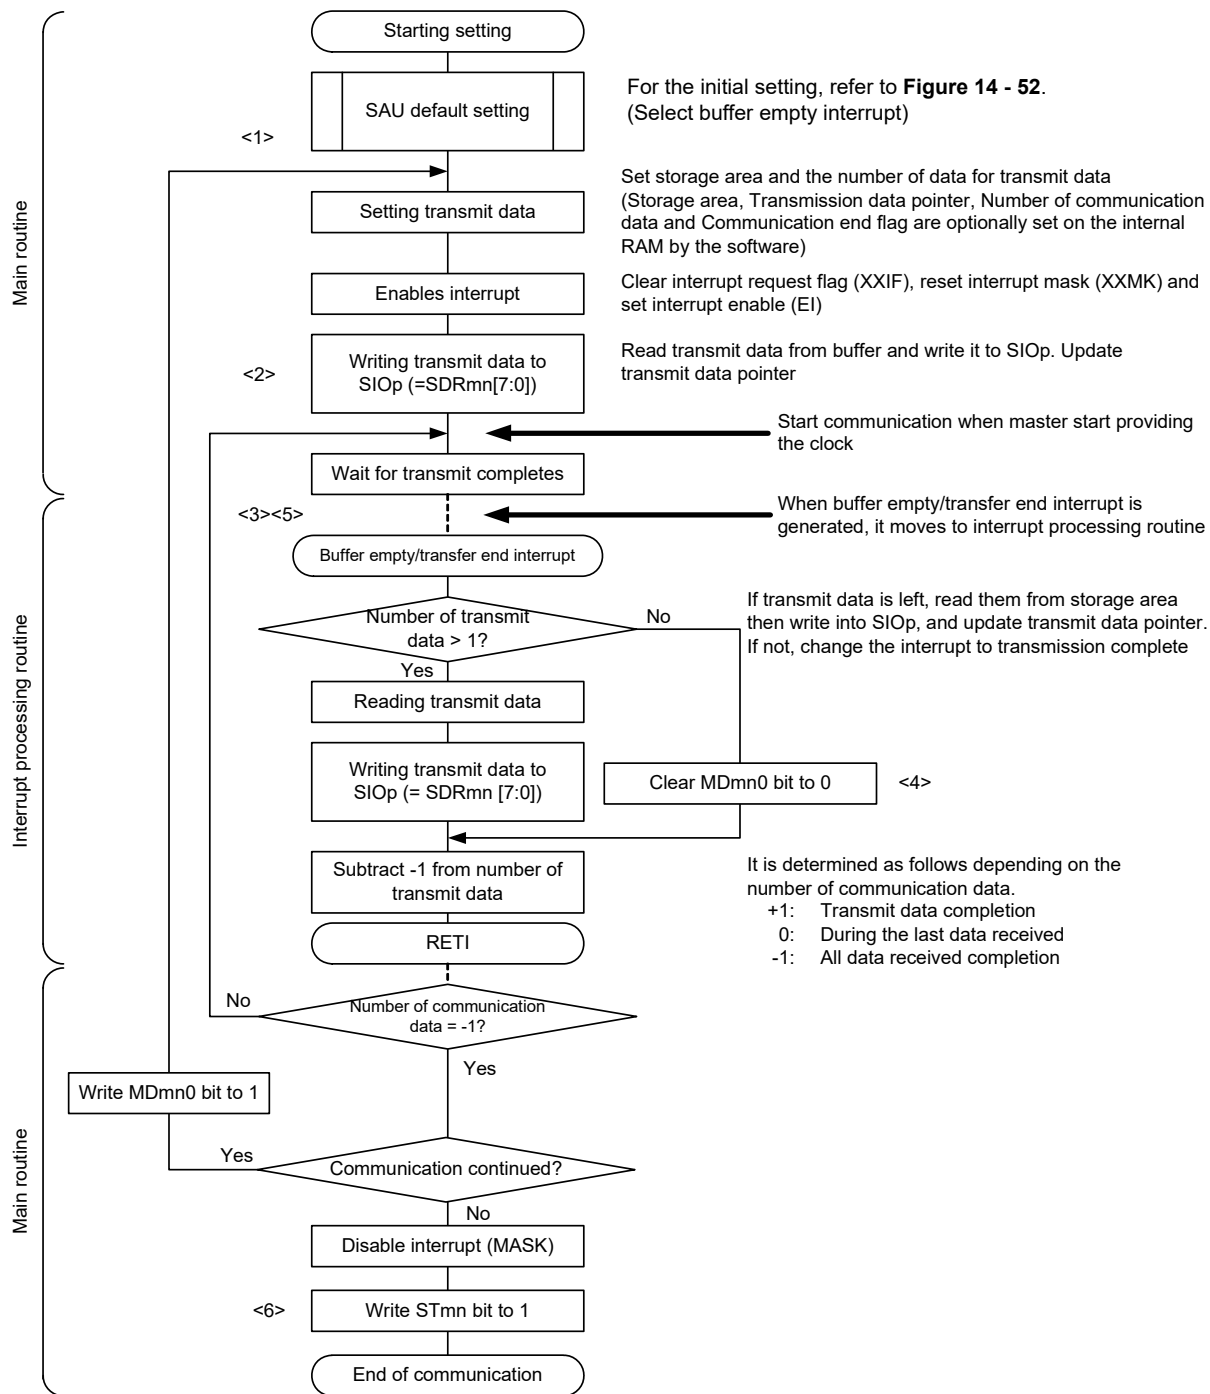 Starting setting
SAU default setting
For the initial setting, refer to Figure 14 - 52.
(Select buffer empty interrupt)
<1>
Main routine
Setting transmit data
Set storage area and the number of data for transmit data
(Storage area, Transmission data pointer, Number of communication
data and Communication end flag are optionally set on the internal
RAM by the software)
Enables interrupt
Clear interrupt request flag (XXIF), reset interrupt mask (XXMK) and
set interrupt enable (EI)
<2>
Writing transmit data to
SIOp (=SDRmn[7:0])
Read transmit data from buffer and write it to SIOp. Update
transmit data pointer
Start communication when master start providing
the clock
Wait for transmit completes
<3><5>
When buffer empty/transfer end interrupt is
generated, it moves to interrupt processing routine
Buffer empty/transfer end interrupt
Interrupt processing routine
Number of transmit
data > 1?
No
Yes
If transmit data is left, read them from storage area
then write into SIOp, and update transmit data pointer.
If not, change the interrupt to transmission complete
Reading transmit data
Writing transmit data to
SIOp (= SDRmn [7:0])
Clear MDmn0 bit to 0
<4>
Subtract -1 from number of
transmit data
It is determined as follows depending on the
number of communication data.
+1: Transmit data completion
0: During the last data received
-1: All data received completion
RETI
No
Number of communication
data = -1?
Yes
Write MDmn0 bit to 1
Main routine
Yes
Communication continued?
No
Disable interrupt (MASK)
<6>
Write STmn bit to 1
End of communication